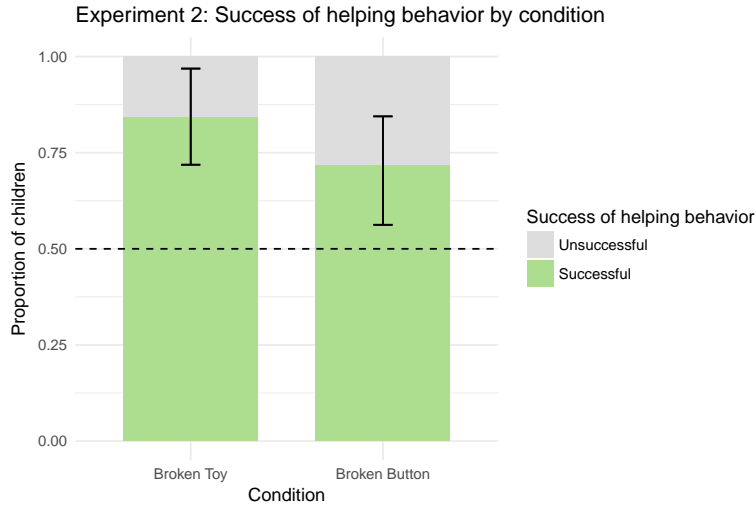 Experiment 2: Success of helping behavior by condition
1.00
0.75
0.50
0.25
0.00
Proportion of children
Broken Toy
Broken Button
Condition
Success of helping behavior
Unsuccessful
Successful